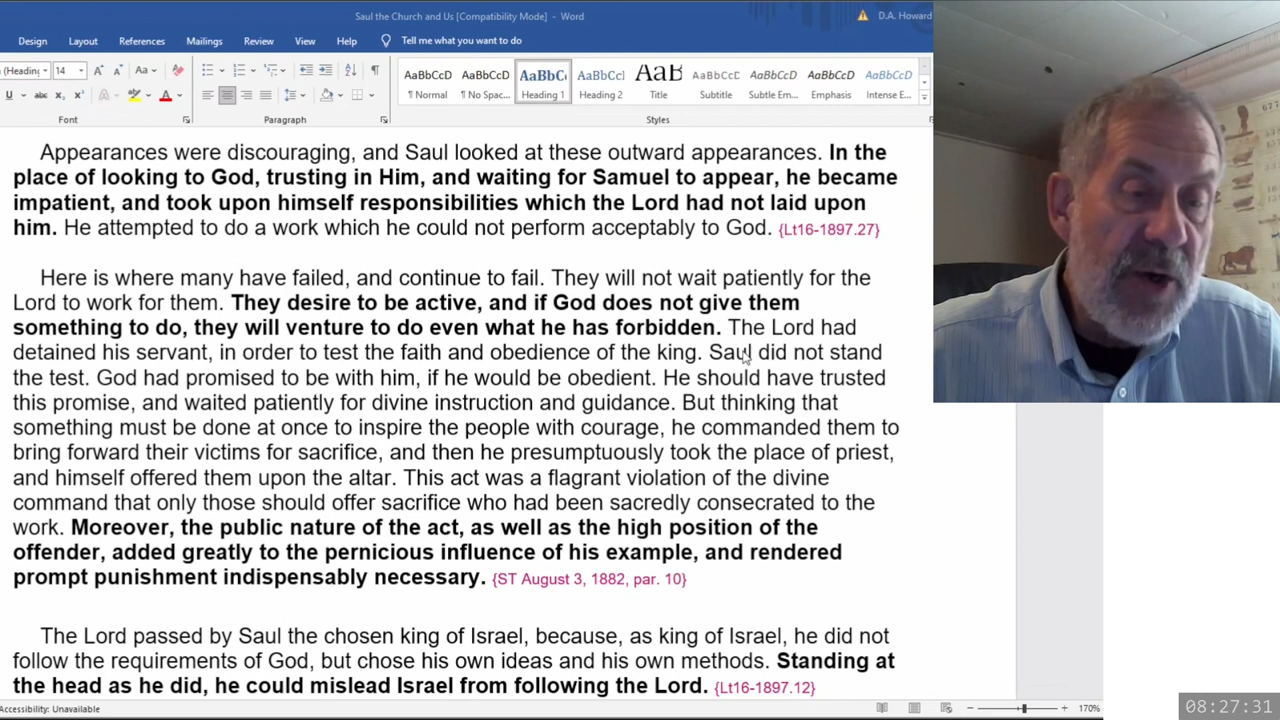 Saul the Church and Us [Compatibility Mode] - Word
D.A. Howard
Design Layout References Mailings Review View Help Tell me what you want to do
(Heading 14 Aa
AaBbCcD AaBbCcD AaBbC AaBbCcl AaB AaBbCcD AaBbCcD AaBbCcD AaBbCcD
¶ Normal ¶ No Spac... Heading 1 Heading 2 Title Subtitle Subtle Em... Emphasis Intense E...
Font Paragraph Styles
Appearances were discouraging, and Saul looked at these outward appearances. In the
place of looking to God, trusting in Him, and waiting for Samuel to appear, he became
impatient, and took upon himself responsibilities which the Lord had not laid upon
him. He attempted to do a work which he could not perform acceptably to God. {Lt16-1897.27}
Here is where many have failed, and continue to fail. They will not wait patiently for the
Lord to work for them. They desire to be active, and if God does not give them
something to do, they will venture to do even what he has forbidden. The Lord had
detained his servant, in order to test the faith and obedience of the king. Saul did not stand
the test. God had promised to be with him, if he would be obedient. He should have trusted
this promise, and waited patiently for divine instruction and guidance. But thinking that
something must be done at once to inspire the people with courage, he commanded them to
bring forward their victims for sacrifice, and then he presumptuously took the place of priest,
and himself offered them upon the altar. This act was a flagrant violation of the divine
command that only those should offer sacrifice who had been sacredly consecrated to the
work. Moreover, the public nature of the act, as well as the high position of the
offender, added greatly to the pernicious influence of his example, and rendered
prompt punishment indispensably necessary. {ST August 3, 1882, par. 10}
The Lord passed by Saul the chosen king of Israel, because, as king of Israel, he did not
follow the requirements of God, but chose his own ideas and his own methods. Standing at
the head as he did, he could mislead Israel from following the Lord. {Lt16-1897.12}
Accessibility: Unavailable
170%
08:27:31